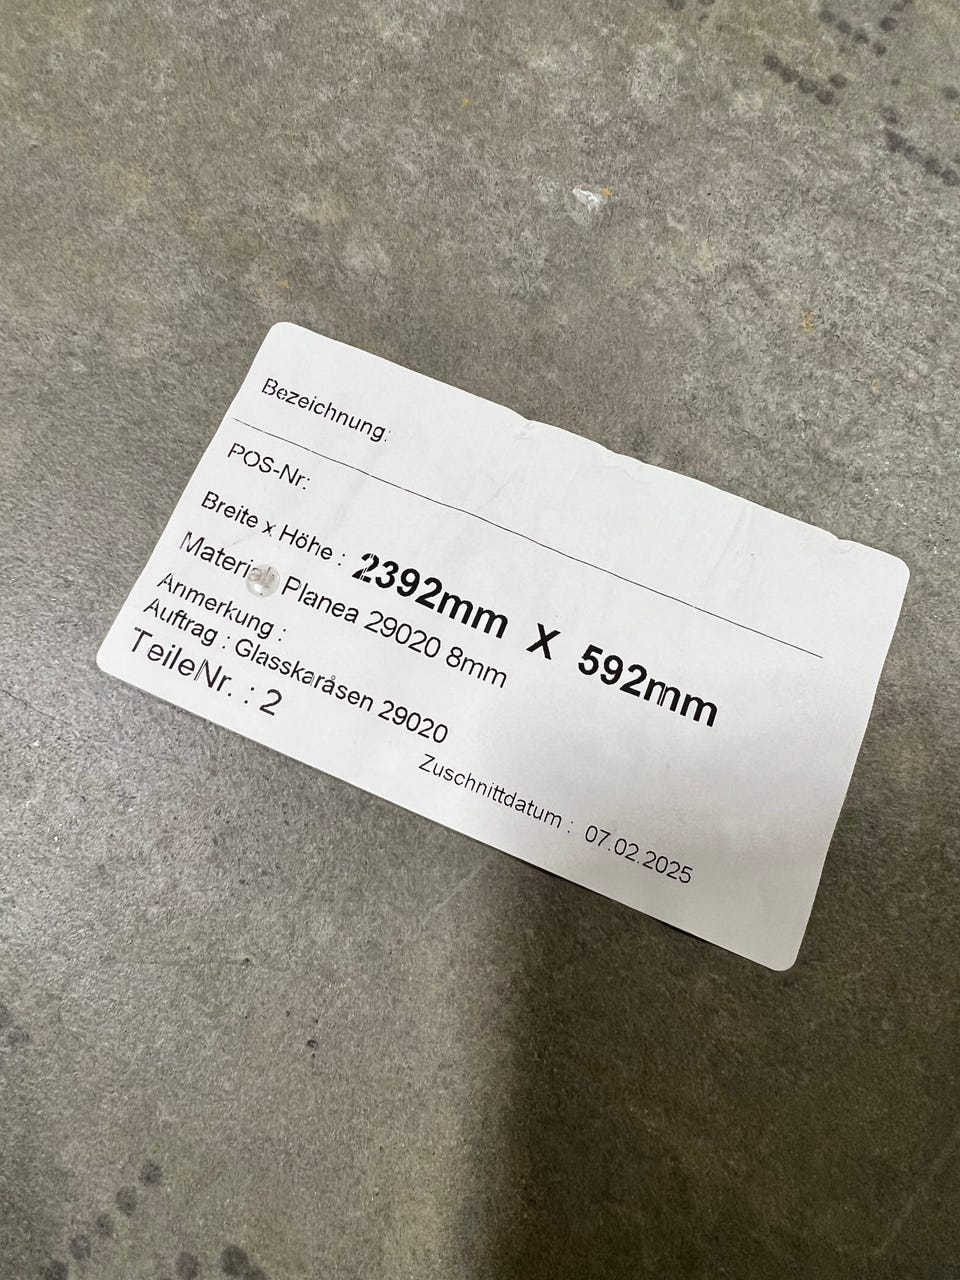 Bezeichnung:
POS-Nr:
Breite x Höhe : 2392mm X 592mm
Material: Planea 29020 8mm
Anmerkung :
Auftrag : Glasskaråsen 29020
TeileNr. : 2
Zuschnittdatum : 07.02.2025